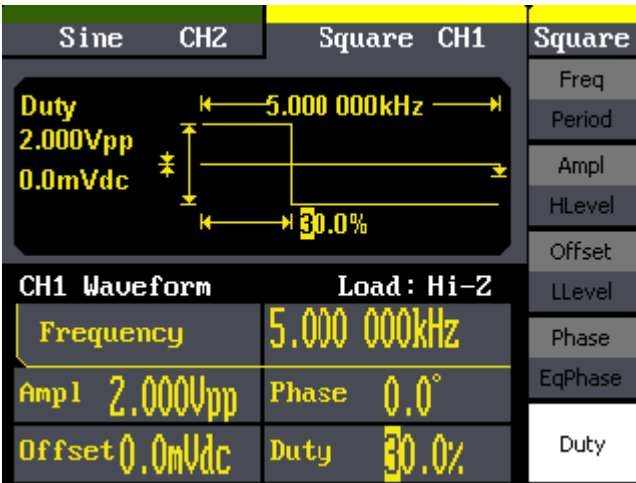 Sine CH2 Square CH1 Square
Freq
Period
Ampl
HLevel
Offset
LLevel
Phase
EqPhase
Duty
Duty
5.000 000kHz
2.000Vpp
0.0mVdc
30.0%
CH1 Waveform Load: Hi-Z
Frequency 5.000 000kHz
Ampl 2.000Vpp Phase 0.0°
Offset 0.0mVdc Duty 30.0%